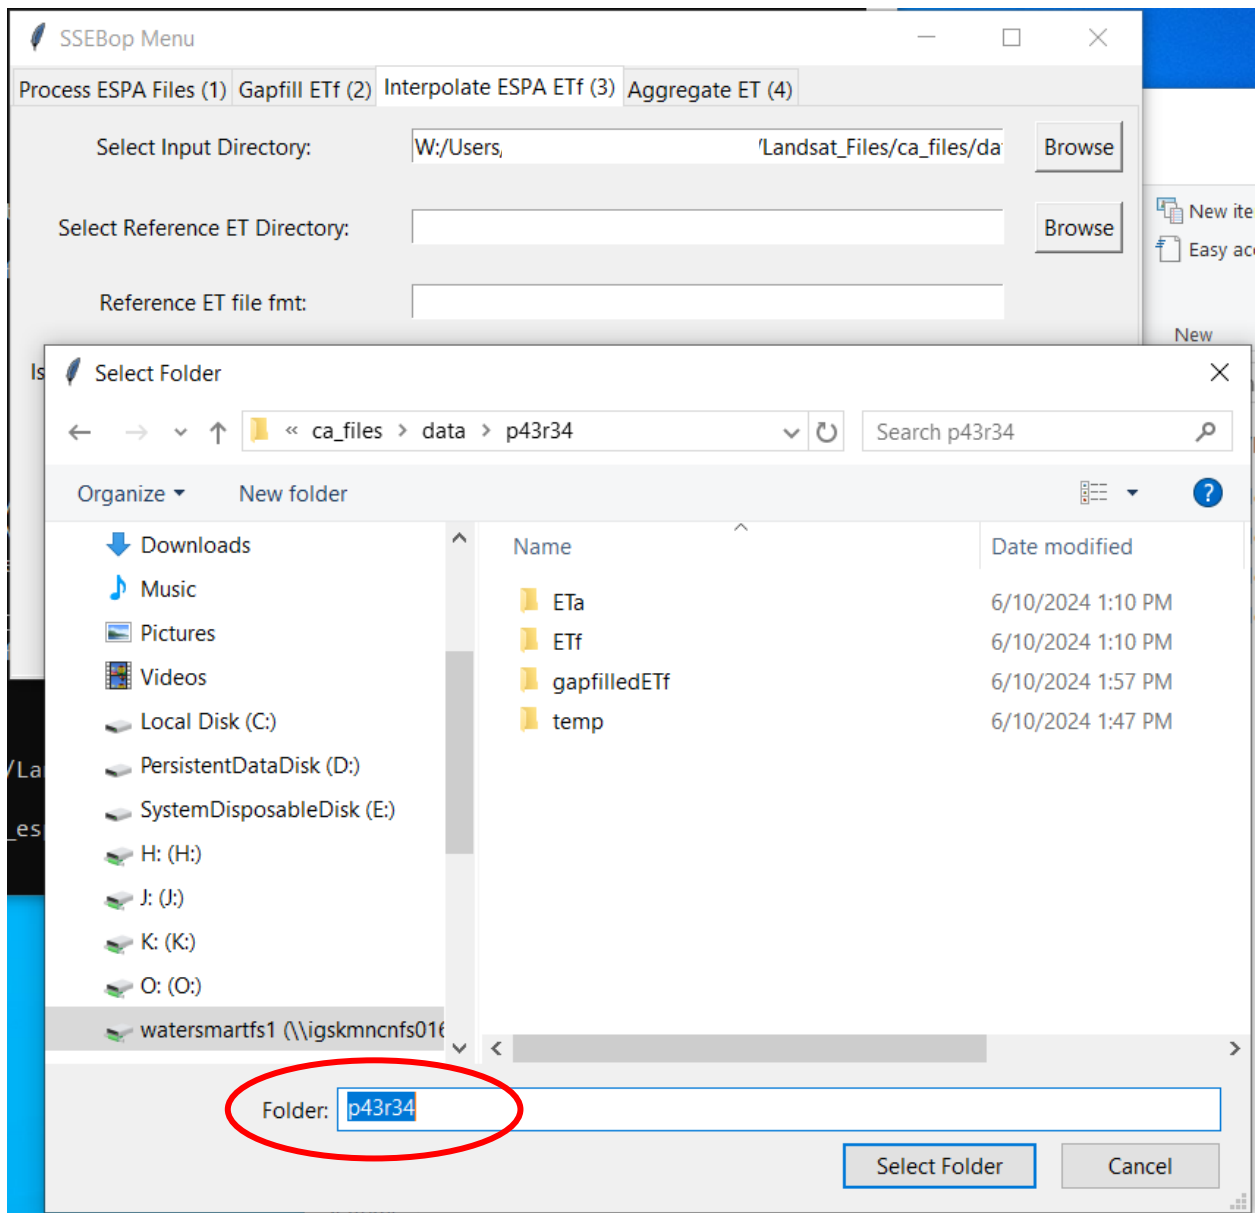 SSEBop Menu
Process ESPA Files (1) Gapfill ETf (2) Interpolate ESPA ETf (3) Aggregate ET (4)
Select Input Directory: W:/Users/ /Landsat_Files/ca_files/da Browse
Select Reference ET Directory: Browse
New
Easy
Reference ET file fmt:
New
Is
Select Folder
« ca_files > data > p43r34
Search p43r34
Organize New folder
Name Date modified
Downloads
Music
Pictures
Videos
Local Disk (C:)
PersistentDataDisk (D:)
SystemDisposableDisk (E:)
H: (H:)
J: (J:)
K: (K:)
O: (O:)
watersmartfs1 (\\igskmncnfs016
ETa 6/10/2024 1:10 PM
ETf 6/10/2024 1:10 PM
gapfilledETf 6/10/2024 1:57 PM
temp 6/10/2024 1:47 PM
/La
_es
Folder: p43r34
Select Folder Cancel